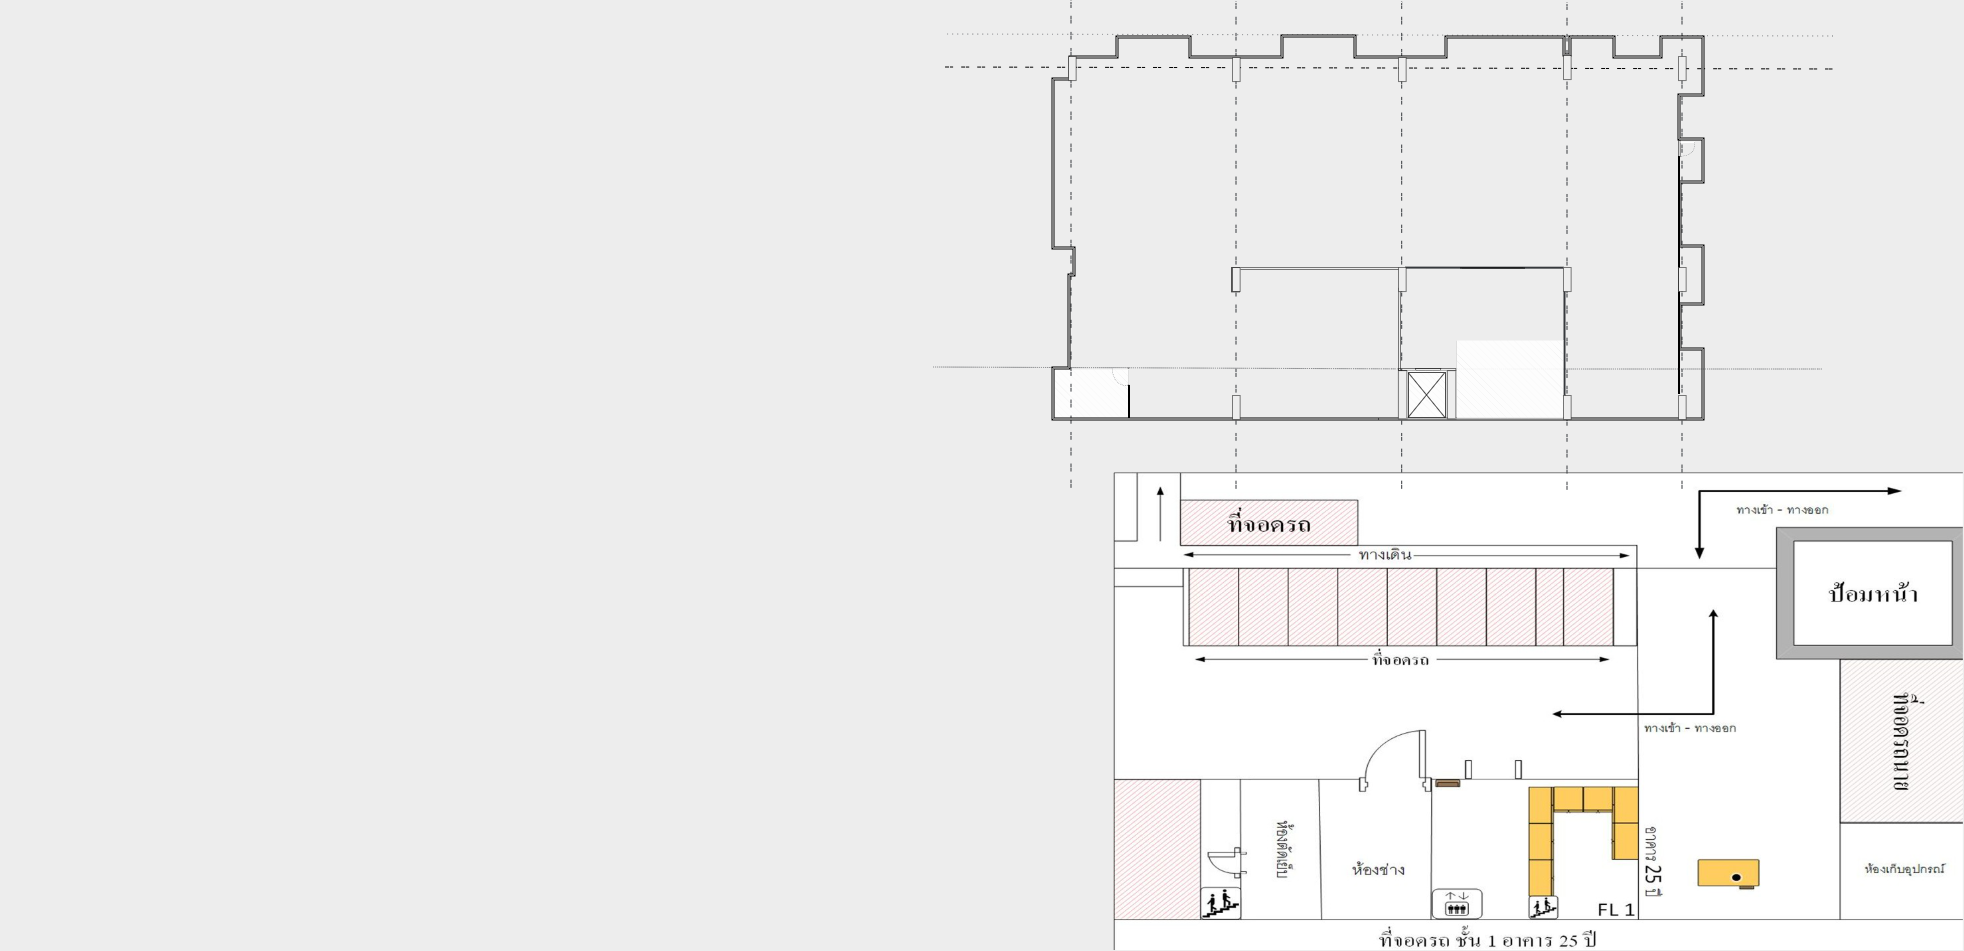 ที่จอดรถ
ทางเข้า - ทางออก
ทางเดิน
ป้อมหน้า
ที่จอดรถ
ที่จอดรถนาย
ทางเข้า - ทางออก
ห้องตัดเย็บ
ห้องช่าง
อาคาร 25 ปี
ห้องเก็บอุปกรณ์
FL 1
ที่จอดรถ ชั้น 1 อาคาร 25 ปี